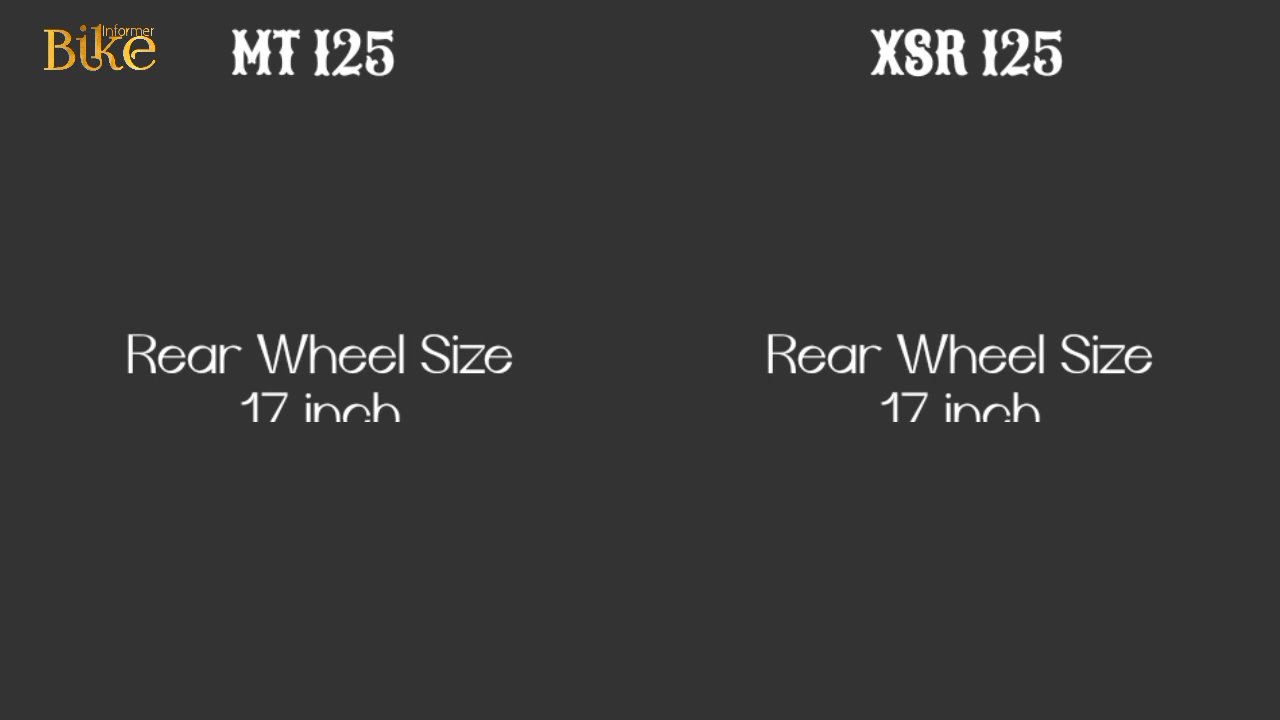 Bike Informer
MT 125
XSR 125
Rear Wheel Size
17 inch
Rear Wheel Size
17 inch